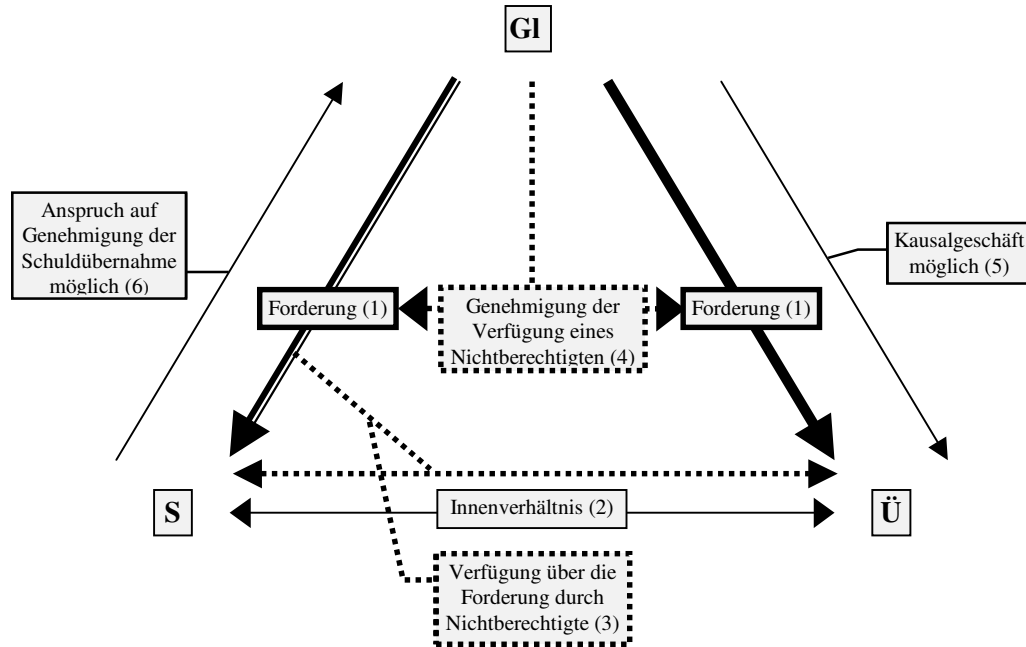 Gl
Anspruch auf
Genehmigung der
Schuldübernahme
möglich (6)
Kausalgeschäft
möglich (5)
Forderung (1)
Genehmigung der
Verfügung eines
Nichtberechtigten (4)
Forderung (1)
S
Innenverhältnis (2)
Ü
Verfügung über die
Forderung durch
Nichtberechtigte (3)